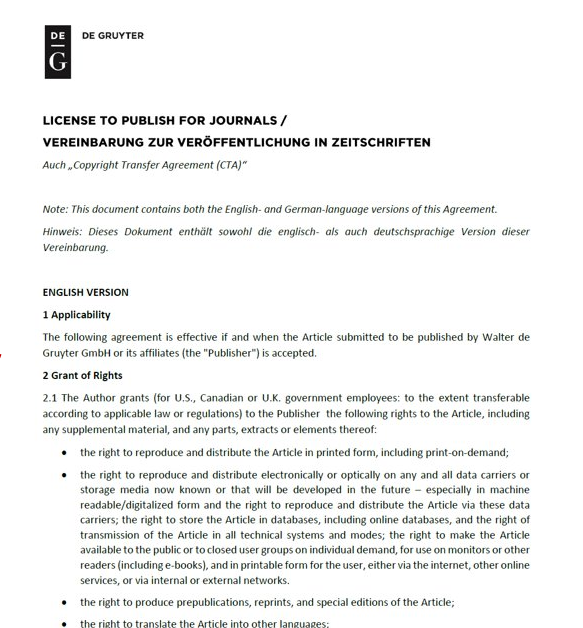 DE
G
DE GRUYTER
LICENSE TO PUBLISH FOR JOURNALS /
VEREINBARUNG ZUR VERÖFFENTLICHUNG IN ZEITSCHRIFTEN
Auch „Copyright Transfer Agreement (CTA)“
Note: This document contains both the English- and German-language versions of this Agreement.
Hinweis: Dieses Dokument enthält sowohl die englisch- als auch deutschsprachige Version dieser
Vereinbarung.
ENGLISH VERSION
1 Applicability
The following agreement is effective if and when the Article submitted to be published by Walter de
Gruyter GmbH or its affiliates (the "Publisher") is accepted.
2 Grant of Rights
2.1 The Author grants (for U.S., Canadian or U.K. government employees: to the extent transferable
according to applicable law or regulations) to the Publisher the following rights to the Article, including
any supplemental material, and any parts, extracts or elements thereof:
• the right to reproduce and distribute the Article in printed form, including print-on-demand;
• the right to reproduce and distribute electronically or optically on any and all data carriers or
storage media now known or that will be developed in the future – especially in machine
readable/digitalized form and the right to reproduce and distribute the Article via these data
carriers; the right to store the Article in databases, including online databases, and the right of
transmission of the Article in all technical systems and modes; the right to make the Article
available to the public or to closed user groups on individual demand, for use on monitors or other
readers (including e-books), and in printable form for the user, either via the internet, other online
services, or via internal or external networks.
• the right to produce prepublications, reprints, and special editions of the Article;
• the right to translate the Article into other languages;